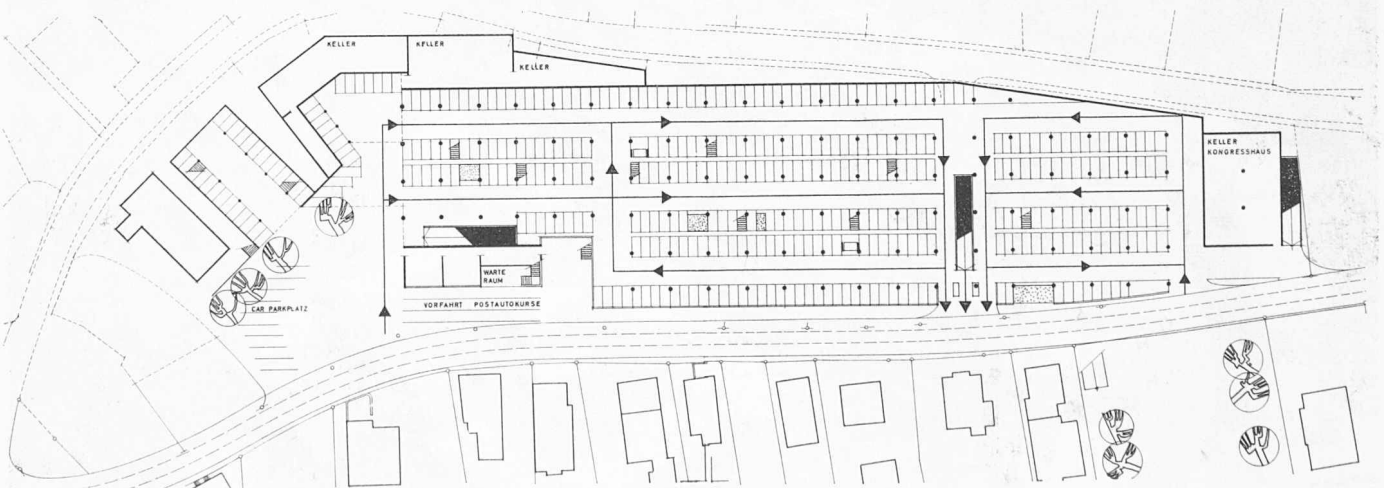 KELLER
KELLER
KELLER
KELLER
KONGRESSHAUS
WARTE
RAUM
VORFAHRT POSTAUTOKURSE
CAR PARKPLATZ